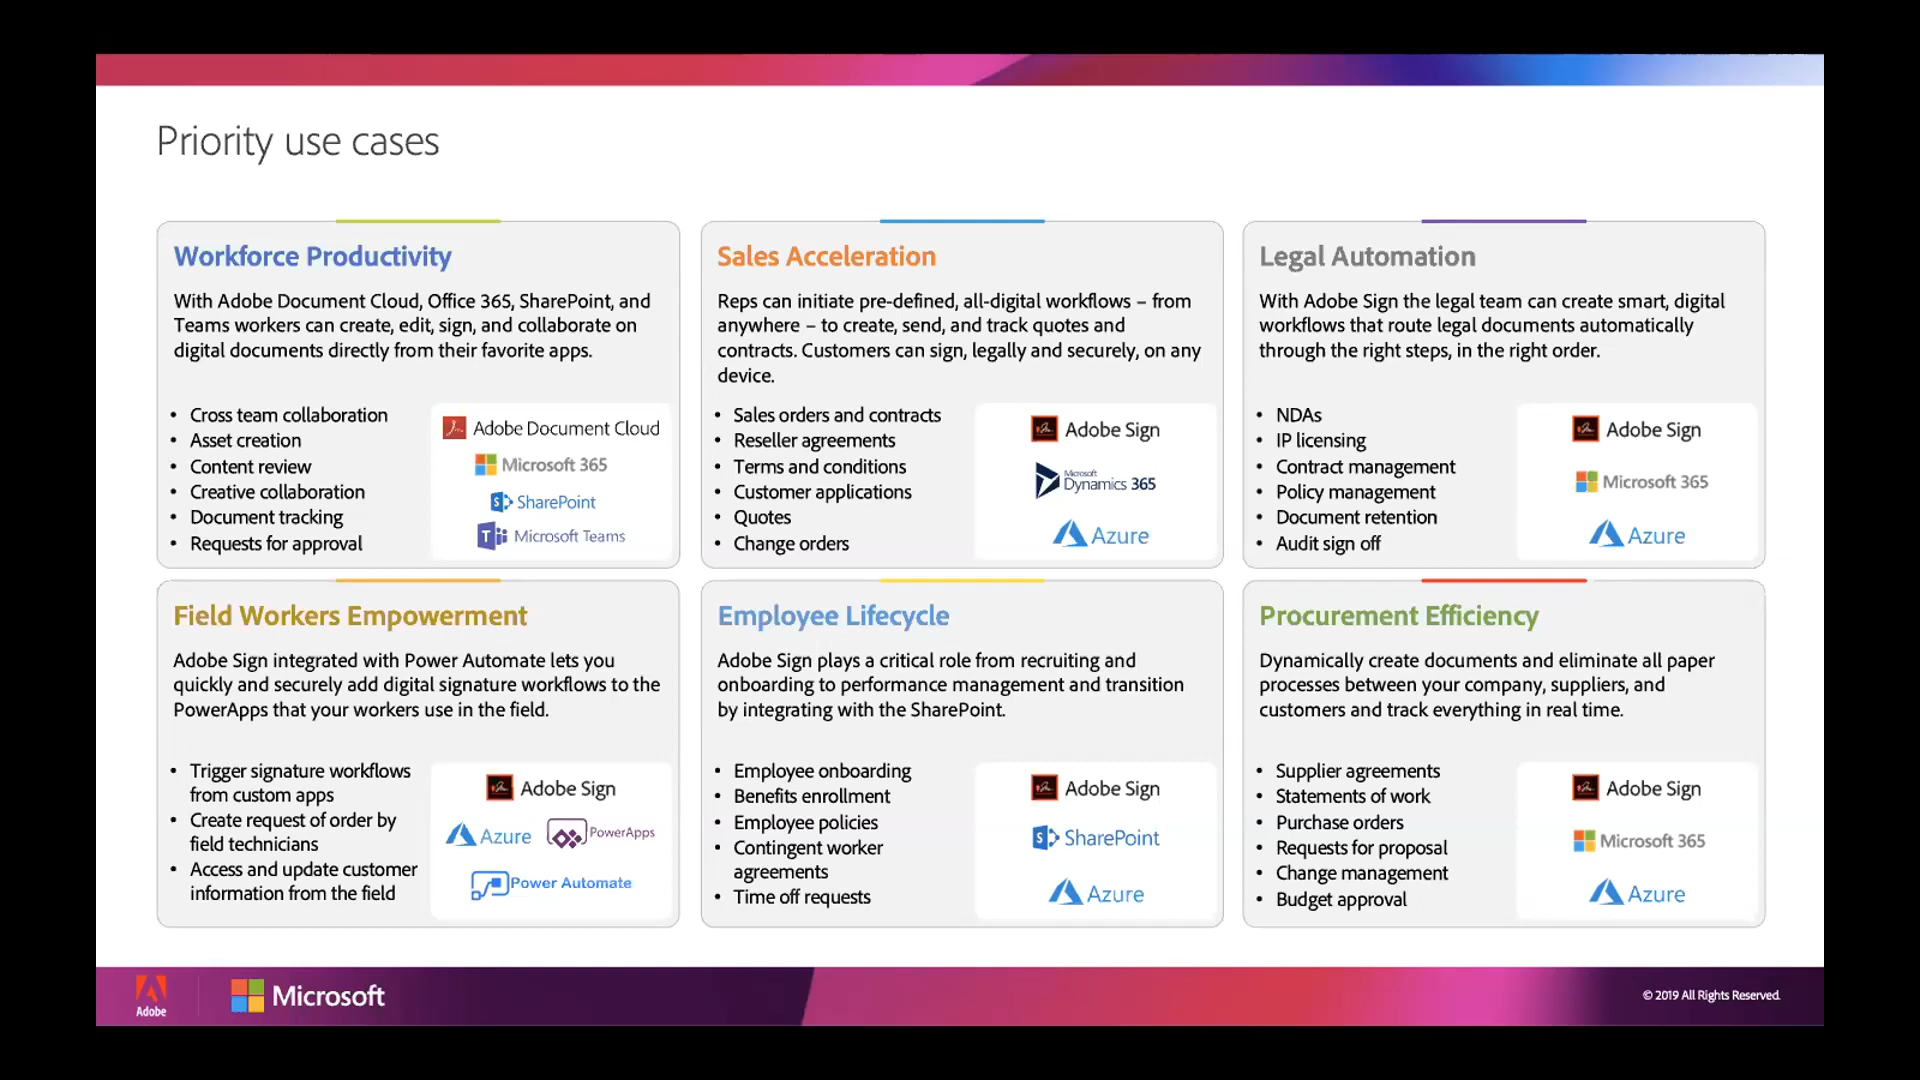 Priority use cases
Workforce Productivity
With Adobe Document Cloud, Office 365, SharePoint, and
Teams workers can create, edit, sign, and collaborate on
digital documents directly from their favorite apps.
• Cross team collaboration
• Asset creation
• Content review
• Creative collaboration
• Document tracking
• Requests for approval
Adobe Document Cloud
Microsoft 365
SharePoint
Microsoft Teams
Sales Acceleration
Reps can initiate pre-defined, all-digital workflows – from
anywhere – to create, send, and track quotes and
contracts. Customers can sign, legally and securely, on any
device.
• Sales orders and contracts
• Reseller agreements
• Terms and conditions
• Customer applications
• Quotes
• Change orders
Adobe Sign
Microsoft
Dynamics 365
Azure
Legal Automation
With Adobe Sign the legal team can create smart, digital
workflows that route legal documents automatically
through the right steps, in the right order.
• NDAs
• IP licensing
• Contract management
• Policy management
• Document retention
• Audit sign off
Adobe Sign
Microsoft 365
Azure
Field Workers Empowerment
Adobe Sign integrated with Power Automate lets you
quickly and securely add digital signature workflows to the
PowerApps that your workers use in the field.
• Trigger signature workflows
from custom apps
• Create request of order by
field technicians
• Access and update customer
information from the field
Adobe Sign
Azure PowerApps
Power Automate
Employee Lifecycle
Adobe Sign plays a critical role from recruiting and
onboarding to performance management and transition
by integrating with the SharePoint.
• Employee onboarding
• Benefits enrollment
• Employee policies
• Contingent worker
agreements
• Time off requests
Adobe Sign
SharePoint
Azure
Procurement Efficiency
Dynamically create documents and eliminate all paper
processes between your company, suppliers, and
customers and track everything in real time.
• Supplier agreements
• Statements of work
• Purchase orders
• Requests for proposal
• Change management
• Budget approval
Adobe Sign
Microsoft 365
Azure
Adobe
Microsoft
© 2019 All Rights Reserved.